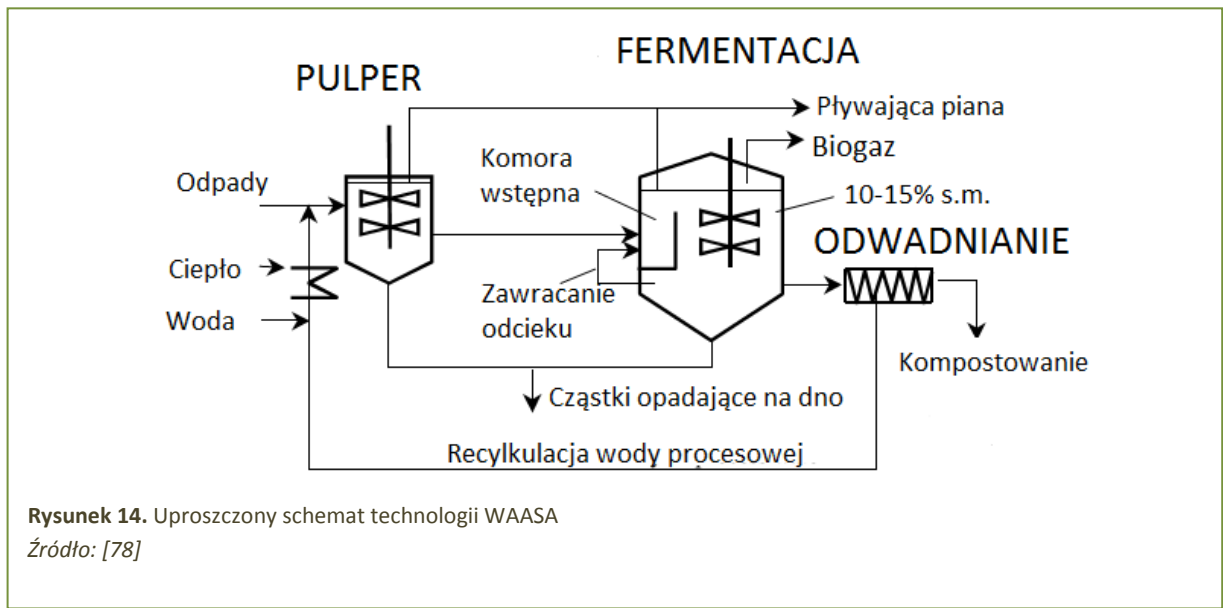 FERMENTACJA
PULPER
Pływająca piana
Biogaz
Komora
wstępna
Odpady
10-15% s.m.
ODWADNIANIE
Ciepło
Zawracanie
odcieku
Woda
Kompostowanie
Cząstki opadające na dno
Recylkulacja wody procesowej
Rysunek 14. Uproszczony schemat technologii WAASA
Źródło: [78]